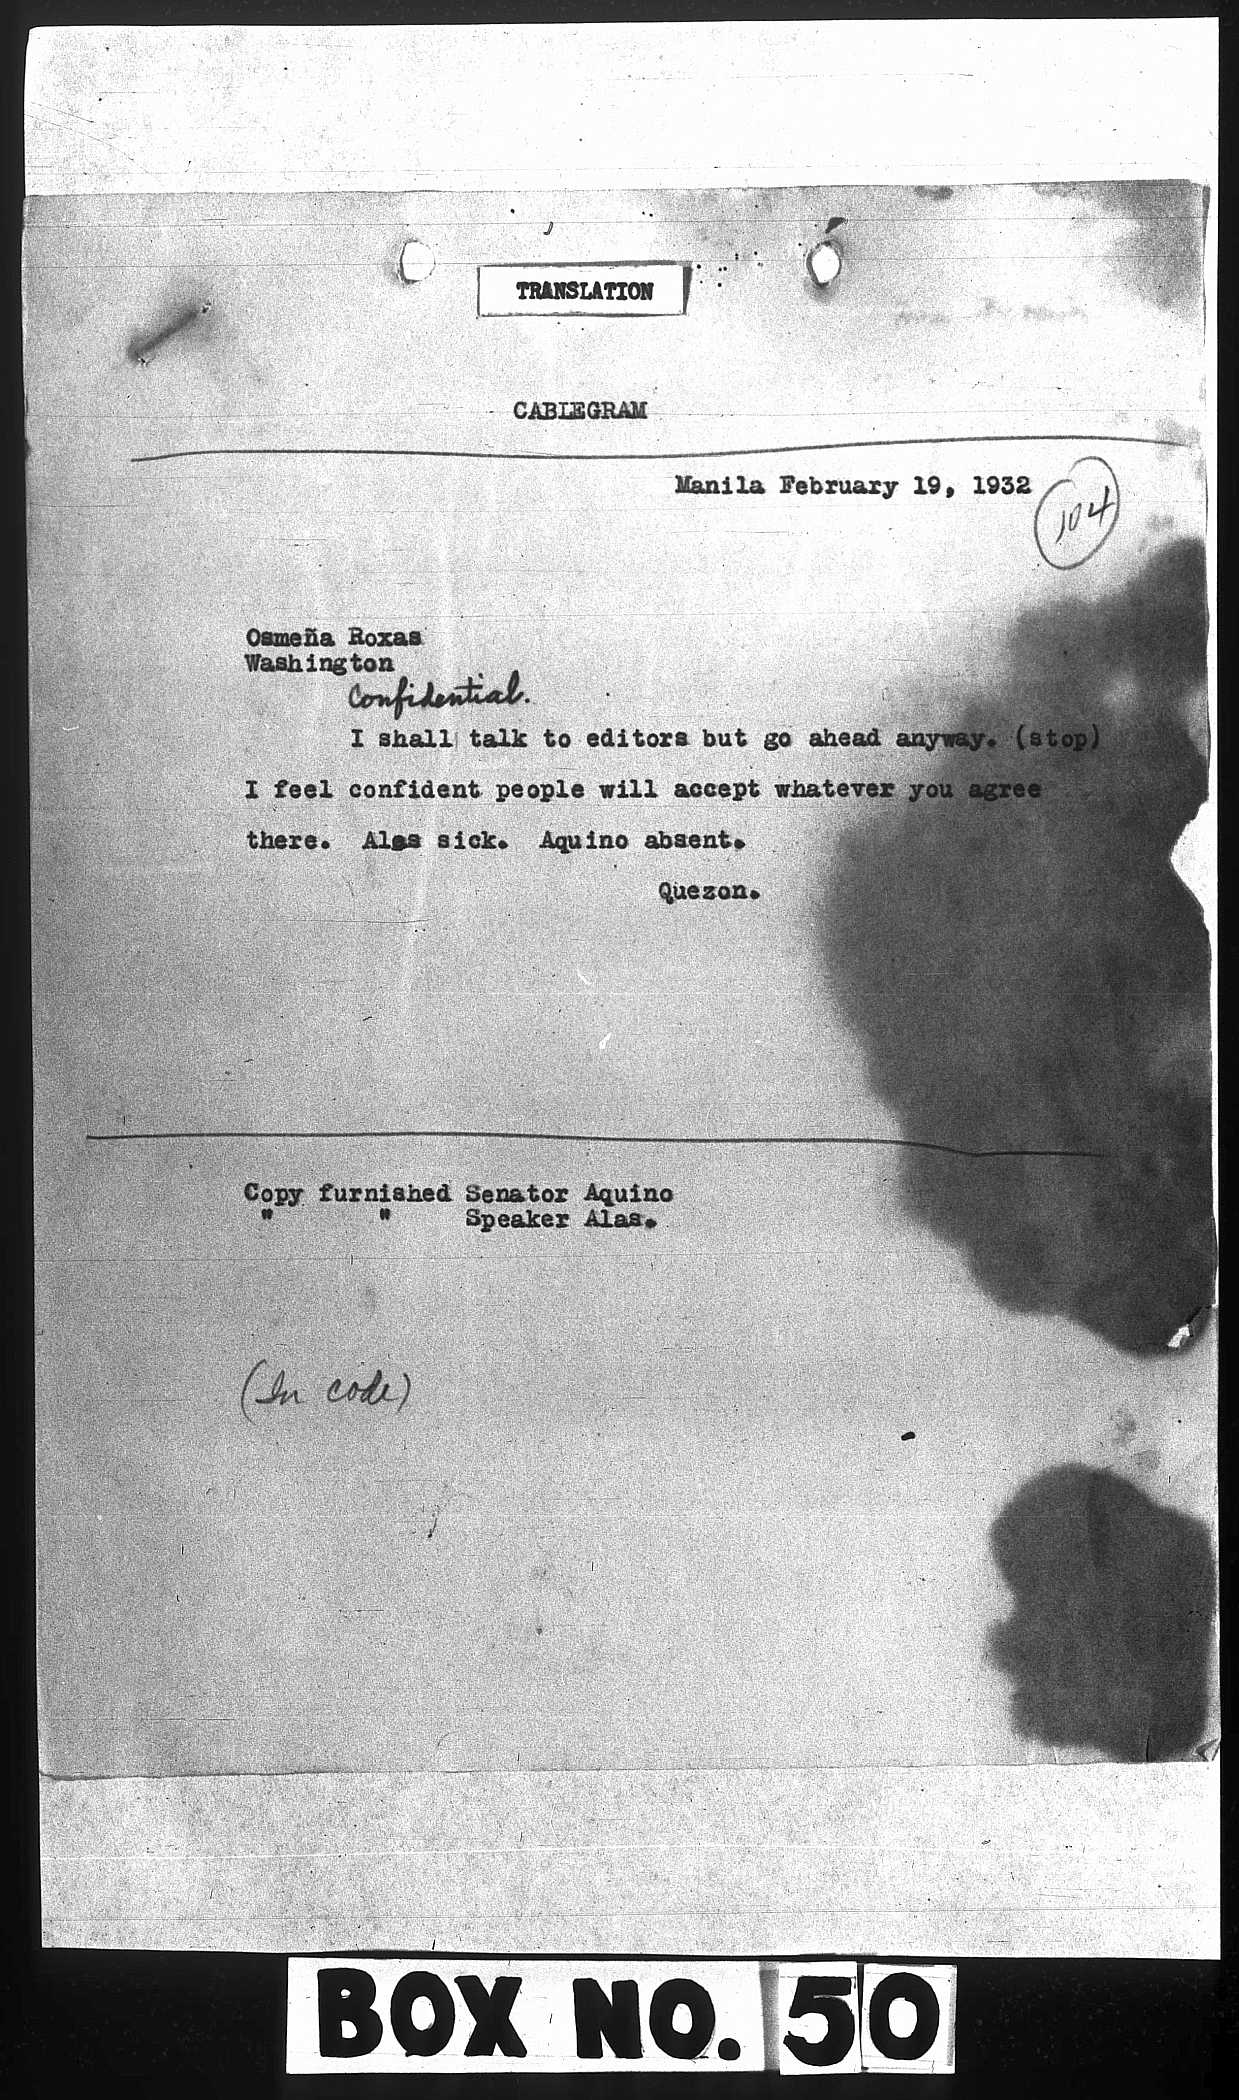 TRANSLATION
CABLEGRAM
Manila February 19, 1932
104
Osmeña Roxas
Washington
Confidential.
I shall talk to editors but go ahead anyway. (stop)
I feel confident people will accept whatever you agree
there. Alas sick. Aquino absent.
Quezon.
Copy furnished Senator Aquino
" " Speaker Alas.
(In code)
BOX NO. 50